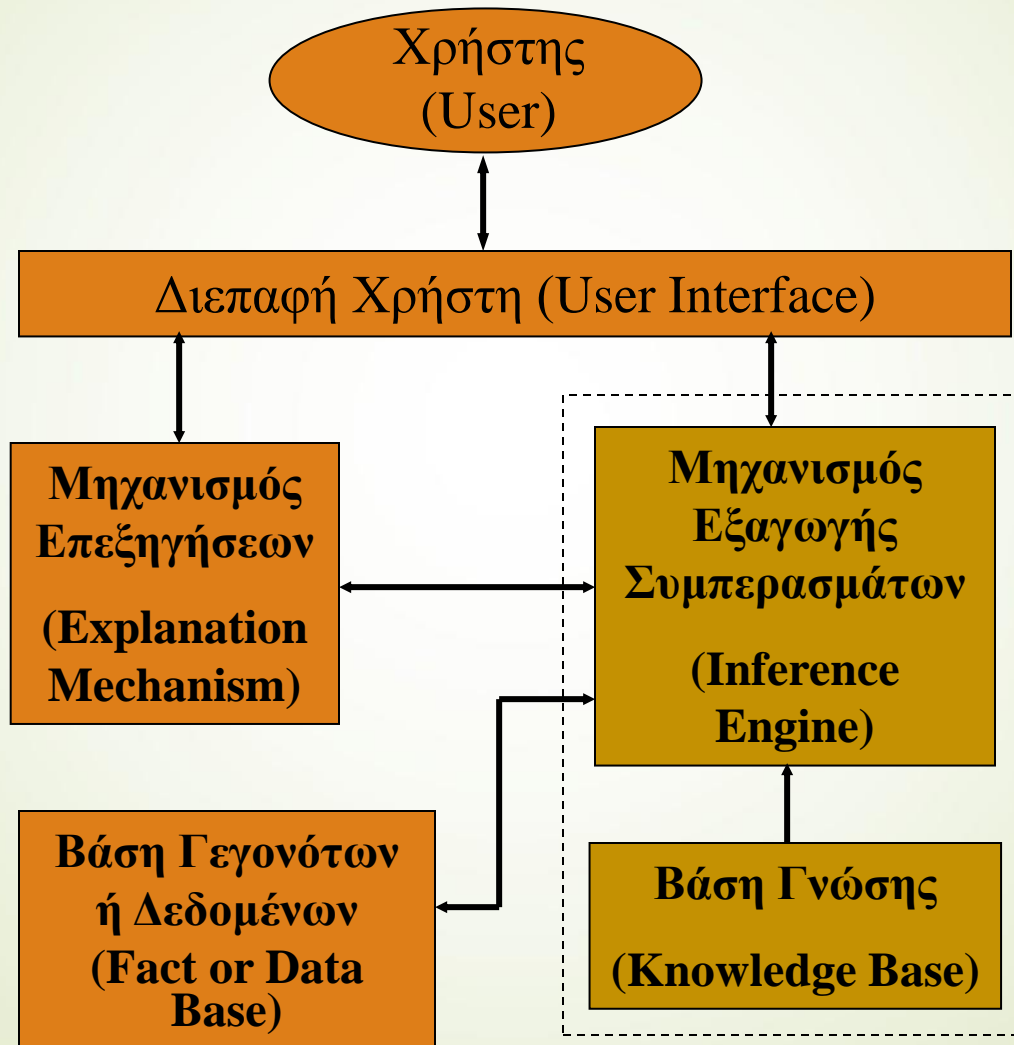 Χρήστης
(User)
Διεπαφή Χρήστη (User Interface)
Μηχανισμός
Επεξηγήσεων
(Explanation
Mechanism)
Μηχανισμός
Εξαγωγής
Συμπερασμάτων
(Inference
Engine)
Βάση Γεγονότων
ή Δεδομένων
(Fact or Data
Base)
Βάση Γνώσης
(Knowledge Base)